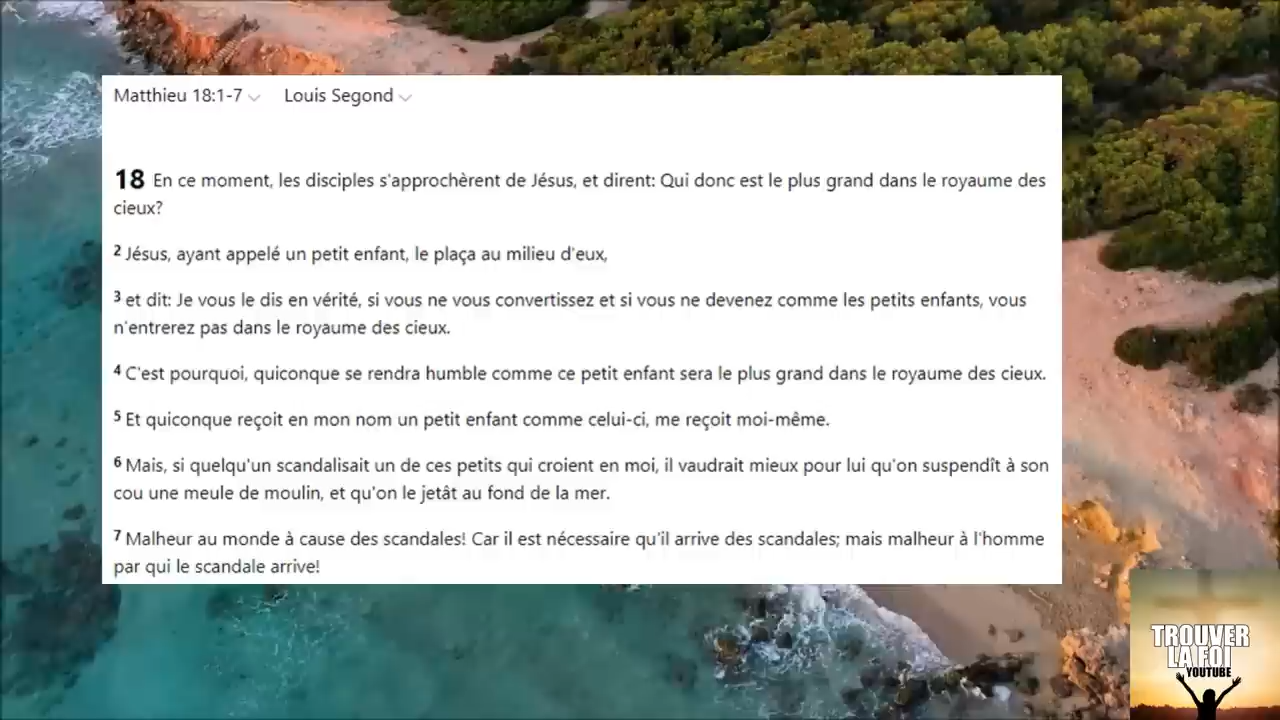 Matthieu 18:1-7 Louis Segond
18 En ce moment, les disciples s'approchèrent de Jésus, et dirent: Qui donc est le plus grand dans le royaume des
cieux?
2 Jésus, ayant appelé un petit enfant, le plaça au milieu d'eux,
3 et dit: Je vous le dis en vérité, si vous ne vous convertissez et si vous ne devenez comme les petits enfants, vous
n'entrerez pas dans le royaume des cieux.
4 C'est pourquoi, quiconque se rendra humble comme ce petit enfant sera le plus grand dans le royaume des cieux.
5 Et quiconque reçoit en mon nom un petit enfant comme celui-ci, me reçoit moi-même.
6 Mais, si quelqu'un scandalisait un de ces petits qui croient en moi, il vaudrait mieux pour lui qu'on suspendît à son
cou une meule de moulin, et qu'on le jetât au fond de la mer.
7 Malheur au monde à cause des scandales! Car il est nécessaire qu'il arrive des scandales; mais malheur à l'homme
par qui le scandale arrive!
TROUVER
LA FOI
YOUTUBE